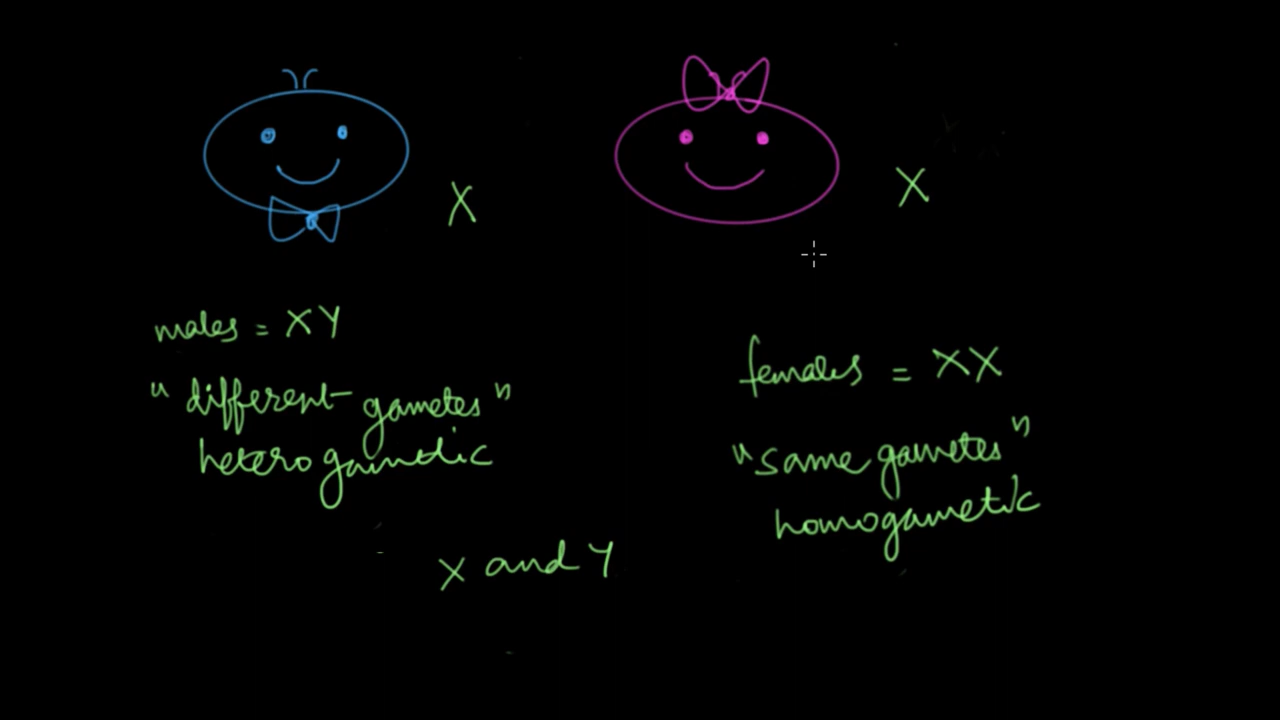 X
X
males = XY
"different gametes"
heterogametic
females = XX
"same gametes"
homogametic
X and Y